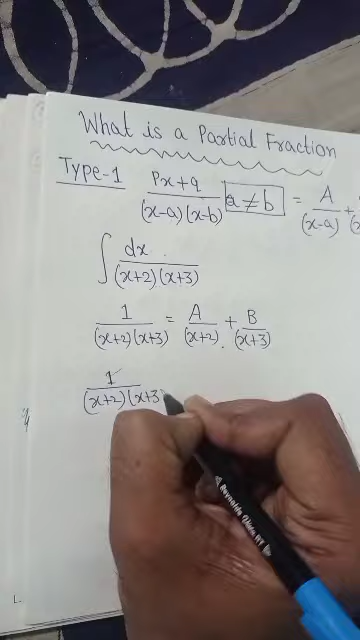 What is a Partial Fraction
Type-1 Px+q/(x-a)(x-b) a≠b = A/(x-a) +
∫ dx/(x+2)(x+3)
1/(x+2)(x+3) = A/(x+2) + B/(x+3)
1/(x+2)(x+3)